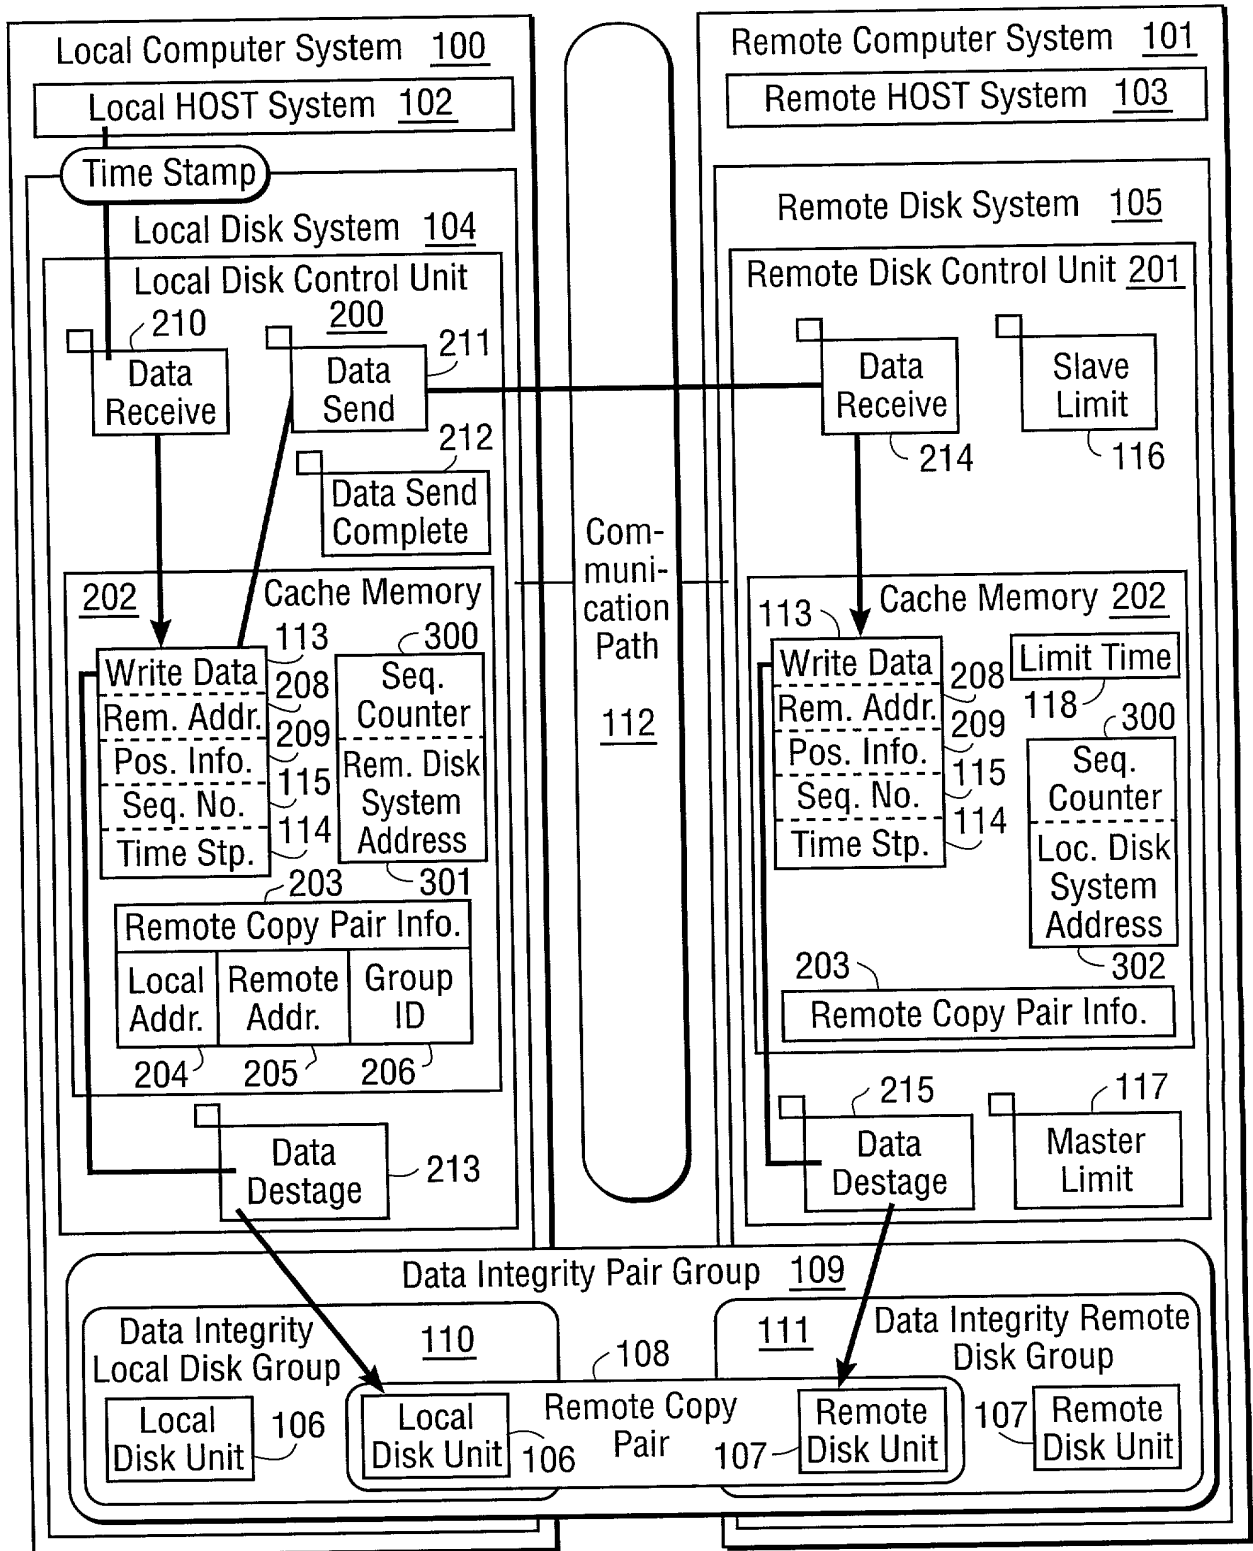 Local Computer System 100
Local HOST System 102
Time Stamp
Local Disk System 104
Local Disk Control Unit
200
210
Data
Receive
211
Data
Send
212
Data Send
Complete
202
Cache Memory
113
Write Data
208
Rem. Addr.
209
Pos. Info.
115
Seq. No.
114
Time Stp.
300
Seq.
Counter
Rem. Disk
System
Address
301
203
Remote Copy Pair Info.
Local
Addr.
Remote
Addr.
Group
ID
204
205
206
Data
Destage
213
Com-
muni-
cation
Path
112
Remote Computer System 101
Remote HOST System 103
Remote Disk System 105
Remote Disk Control Unit 201
Data
Receive
214
Slave
Limit
116
Cache Memory 202
113
Write Data
208
Rem. Addr.
209
Pos. Info.
115
Seq. No.
114
Time Stp.
Limit Time
118
300
Seq.
Counter
Loc. Disk
System
Address
302
203
Remote Copy Pair Info.
215
Data
Destage
117
Master
Limit
Data Integrity Pair Group 109
Data Integrity
Local Disk Group
110
108
111
Data Integrity Remote
Disk Group
Local
Disk Unit
106
Local
Disk Unit
106
Remote Copy
Pair
107
Remote
Disk Unit
107
Remote
Disk Unit